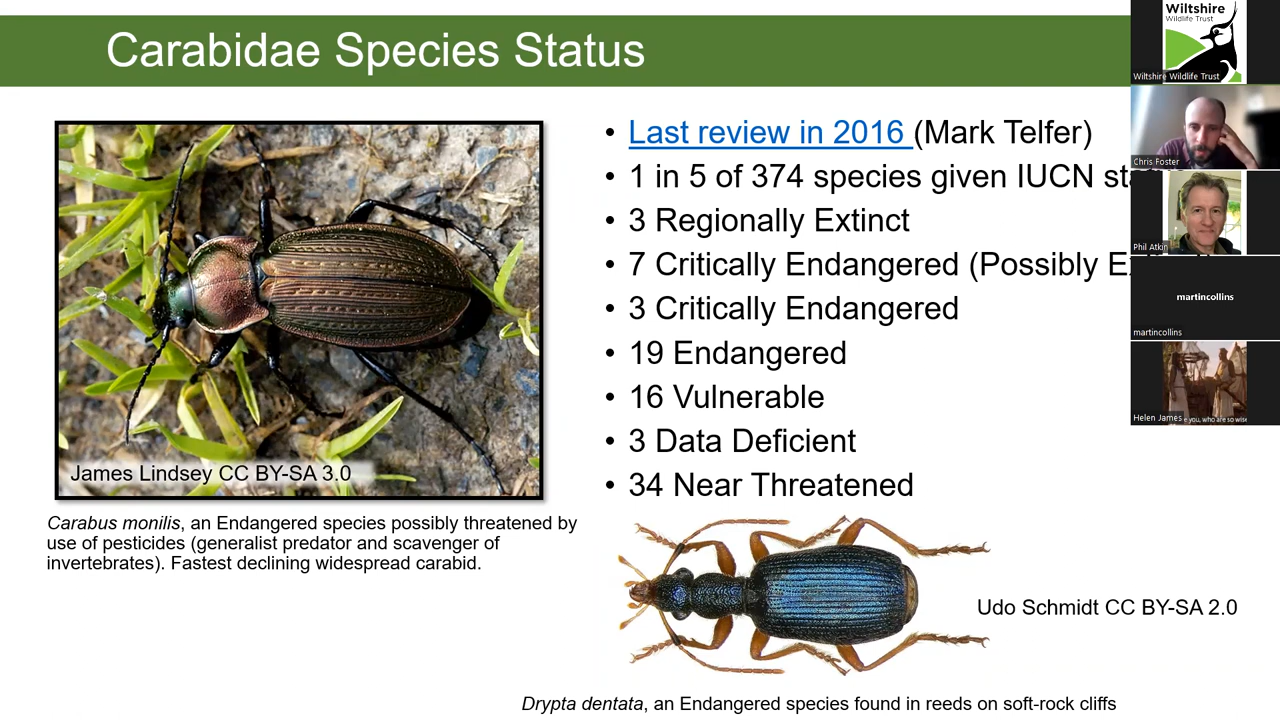 Carabidae Species Status
• Last review in 2016 (Mark Telfer)
• 1 in 5 of 374 species given IUCN
• 3 Regionally Extinct
• 7 Critically Endangered (Possibly
• 3 Critically Endangered
• 19 Endangered
• 16 Vulnerable
• 3 Data Deficient
• 34 Near Threatened
James Lindsey CC BY-SA 3.0
Carabus monilis, an Endangered species possibly threatened by
use of pesticides (generalist predator and scavenger of
invertebrates). Fastest declining widespread carabid.
Udo Schmidt CC BY-SA 2.0
Drypta dentata, an Endangered species found in reeds on soft-rock cliffs
Wiltshire
Wildlife Trust
Wiltshire Wildlife Trust
Chris Foster
Phil Atkin
martincollins
martincollins
Helen James
e you, who are so wise